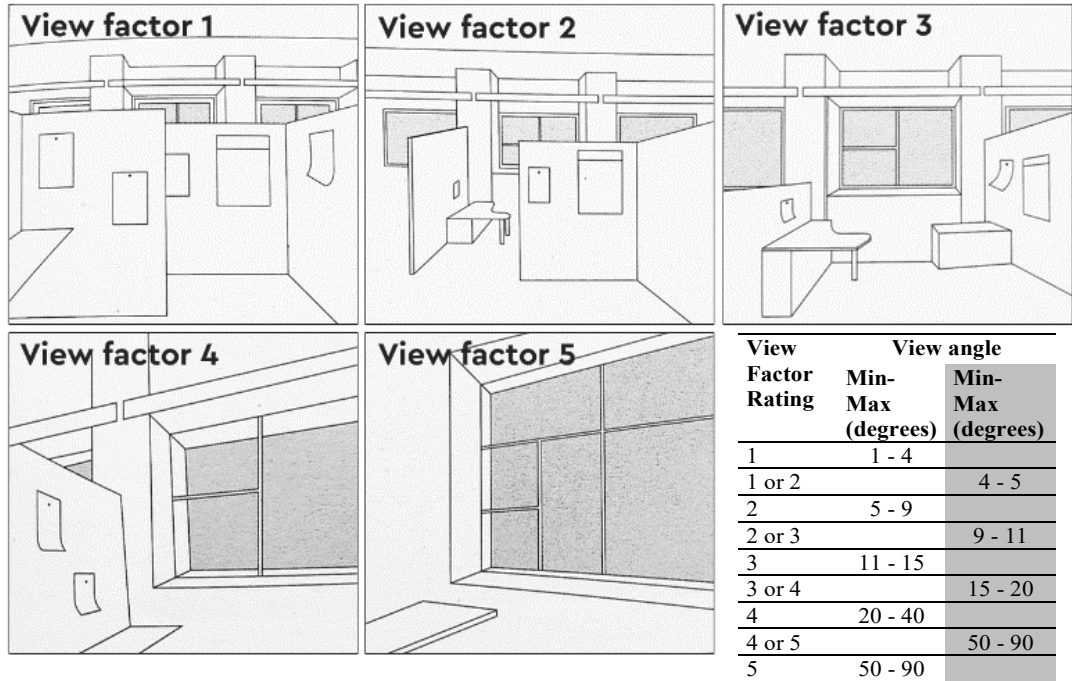 View factor 1
View factor 2
View factor 3
View factor 4
View factor 5
View Factor Rating View angle
Min-Max (degrees) Min-Max (degrees)
1 1 - 4
1 or 2 4 - 5
2 5 - 9
2 or 3 9 - 11
3 11 - 15
3 or 4 15 - 20
4 20 - 40
4 or 5 50 - 90
5 50 - 90